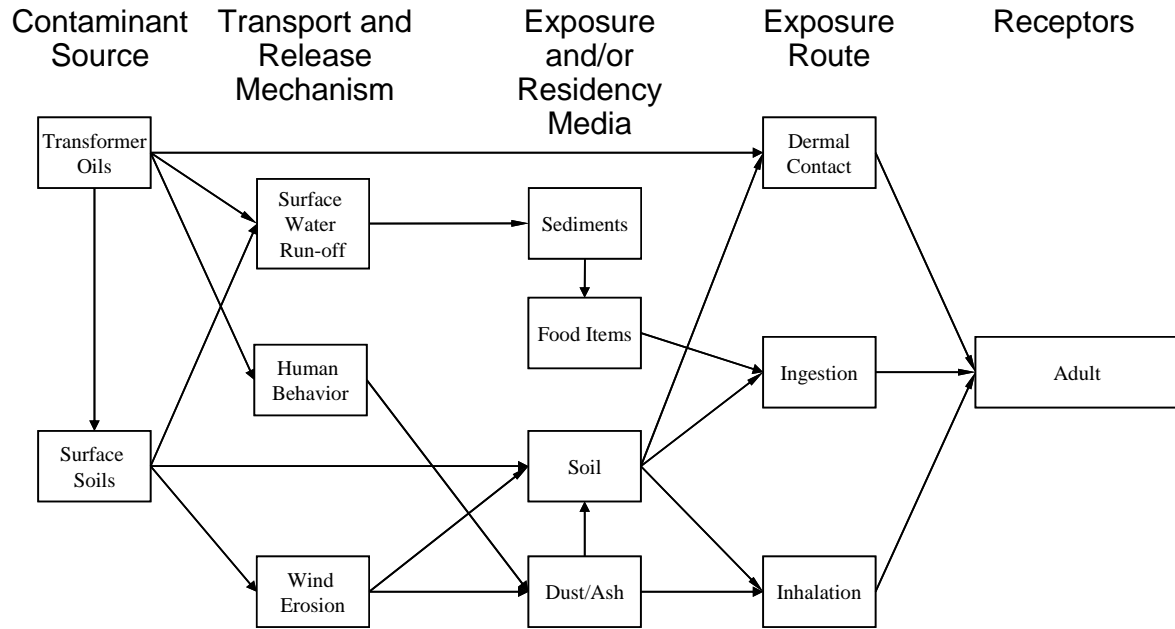 Contaminant
Source
Transport and
Release
Mechanism
Exposure
and/or
Residency
Media
Exposure
Route
Receptors
Transformer
Oils
Dermal
Contact
Surface
Water
Run-off
Sediments
Food Items
Human
Behavior
Ingestion
Adult
Surface
Soils
Soil
Wind
Erosion
Dust/Ash
Inhalation